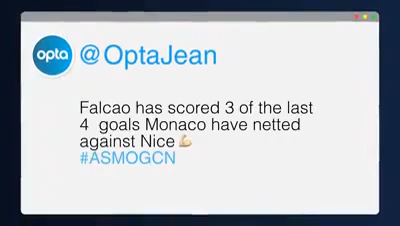 opta
@OptaJean
Falcao has scored 3 of the last
4 goals Monaco have netted
against Nice💪🏼
#ASMOGCN